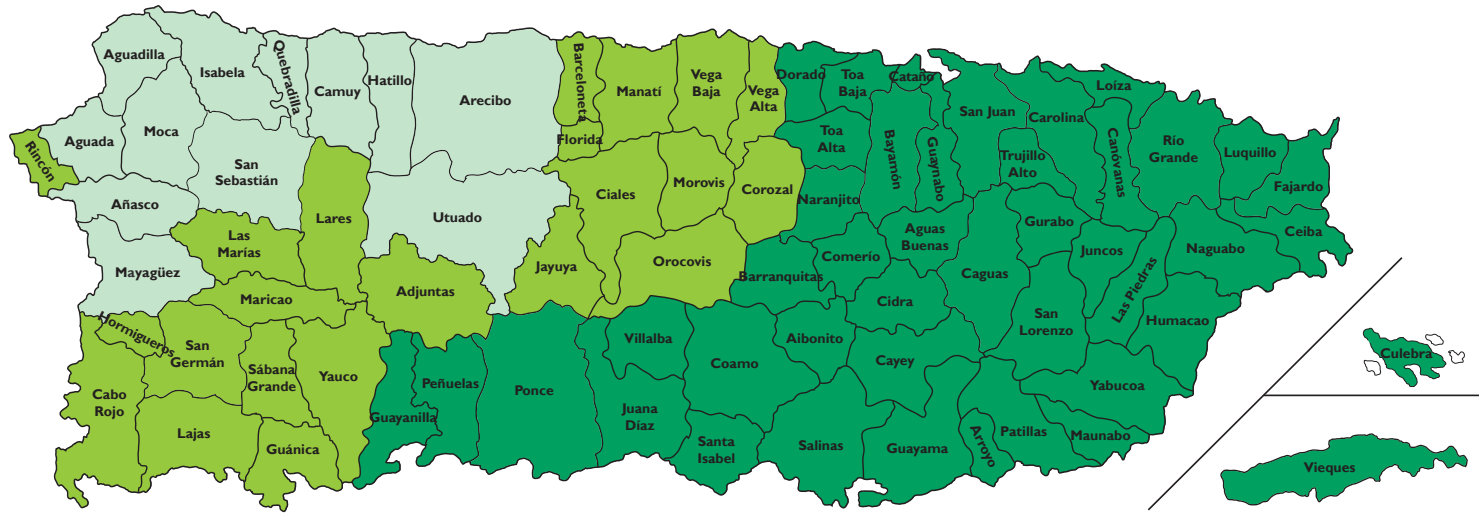 Aguadilla
Isabela
Quebradilla
Camuy
Hatillo
Arecibo
Barceloneta
Manatí
Vega
Baja
Vega
Alta
Dorado
Toa
Baja
Cataño
San Juan
Carolina
Loíza
Rincón
Aguada
Moca
San
Sebastián
Florida
Toa
Alta
Bayamón
Guaynabo
Trujillo
Alto
Canóvanas
Río
Grande
Luquillo
Fajardo
Añasco
Lares
Utuado
Ciales
Morovis
Corozal
Naranjito
Ceiba
Mayagüez
Las
Marías
Adjuntas
Jayuya
Orocovis
Barranquitas
Comerío
Aguas
Buenas
Gurabo
Juncos
Naguabo
Maricao
Cidra
Caguas
Las Piedras
Hormigueros
San
Germán
Sábana
Grande
Yauco
Villalba
Coamo
Aibonito
Cayey
San
Lorenzo
Humacao
Culebra
Cabo
Rojo
Guayanilla
Peñuelas
Ponce
Juana
Díaz
Yabucoa
Lajas
Guánica
Santa
Isabel
Salinas
Guayama
Arroyo
Patillas
Maunabo
Vieques